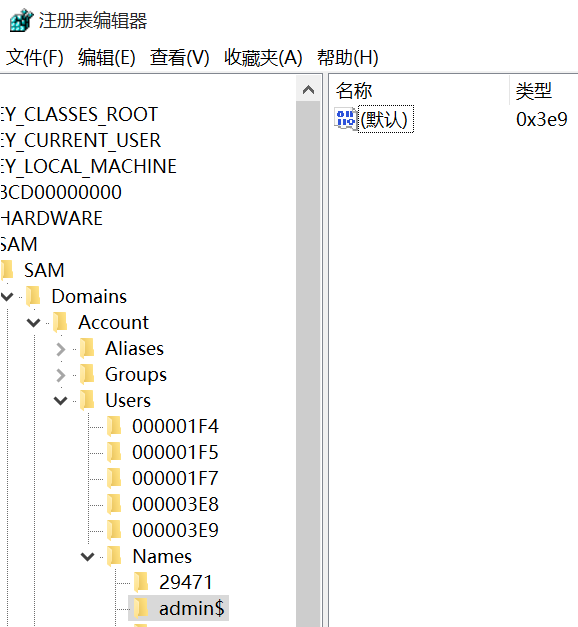 注册表编辑器
文件(F) 编辑(E) 查看(V) 收藏夹(A) 帮助(H)
名称 类型
(默认) 0x3e9
EY_CLASSES_ROOT
EY_CURRENT_USER
EY_LOCAL_MACHINE
BCD00000000
HARDWARE
SAM
SAM
Domains
Account
Aliases
Groups
Users
000001F4
000001F5
000001F7
000003E8
000003E9
Names
29471
admin$